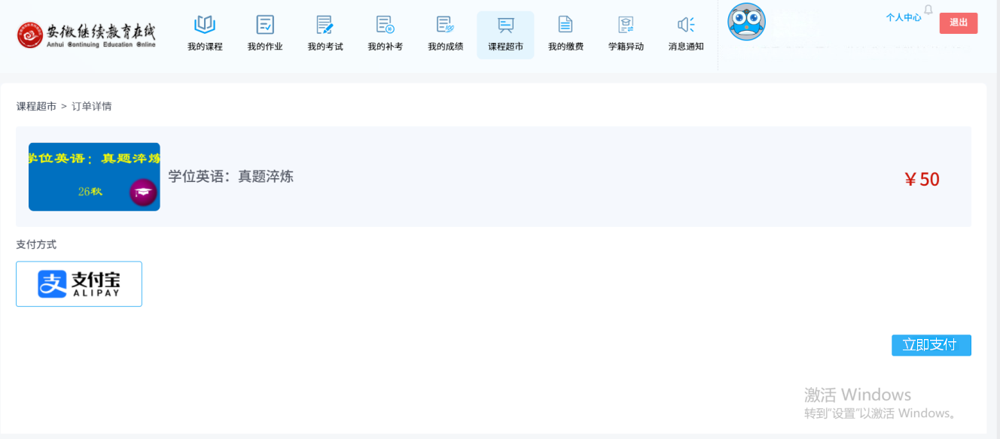 安徽继续教育在线
Anhui Continuing Education Online
我的课程
我的作业
我的考试
我的补考
我的成绩
课程超市
我的缴费
学籍异动
消息通知
个人中心
退出
课程超市 > 订单详情
学位英语：真题淬炼
26秋
学位英语：真题淬炼
￥50
支付方式
支付宝
ALIPAY
立即支付
激活 Windows
转到"设置"以激活 Windows。